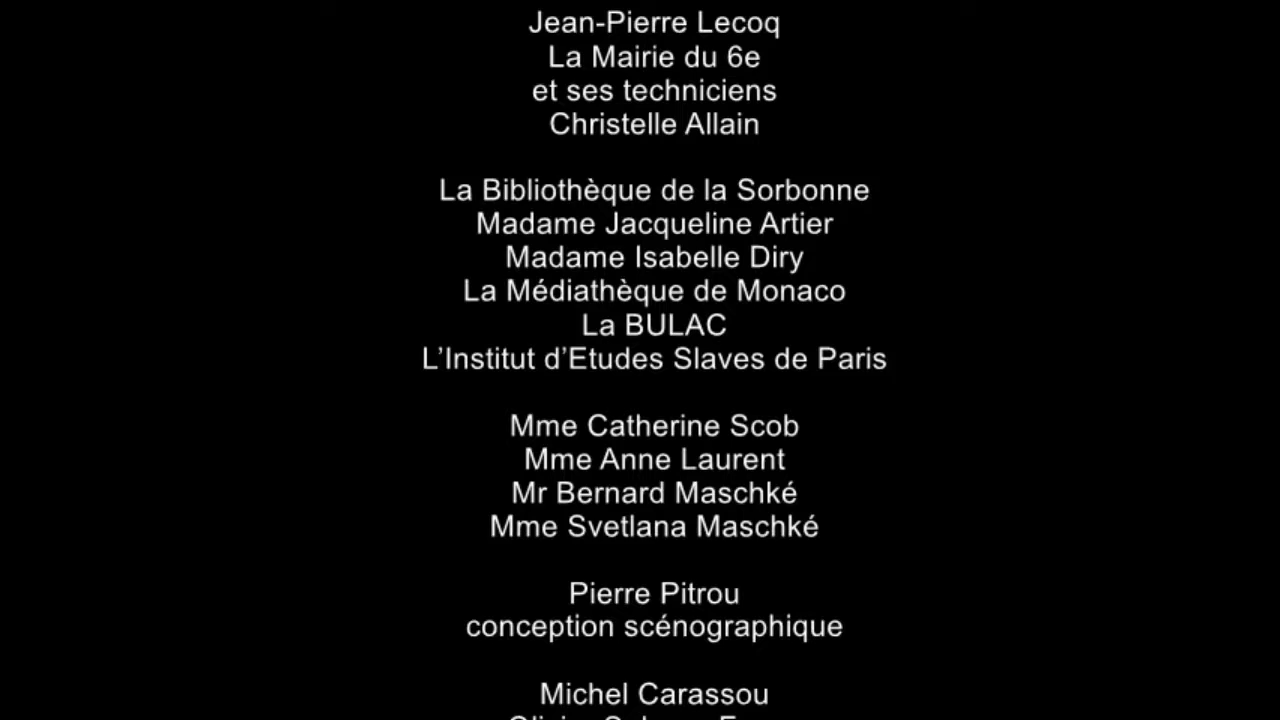 Jean-Pierre Lecoq
La Mairie du 6e
et ses techniciens
Christelle Allain
La Bibliothèque de la Sorbonne
Madame Jacqueline Artier
Madame Isabelle Diry
La Médiathèque de Monaco
La BULAC
L’Institut d’Etudes Slaves de Paris
Mme Catherine Scob
Mme Anne Laurent
Mr Bernard Maschké
Mme Svetlana Maschké
Pierre Pitrou
conception scénographique
Michel Carassou